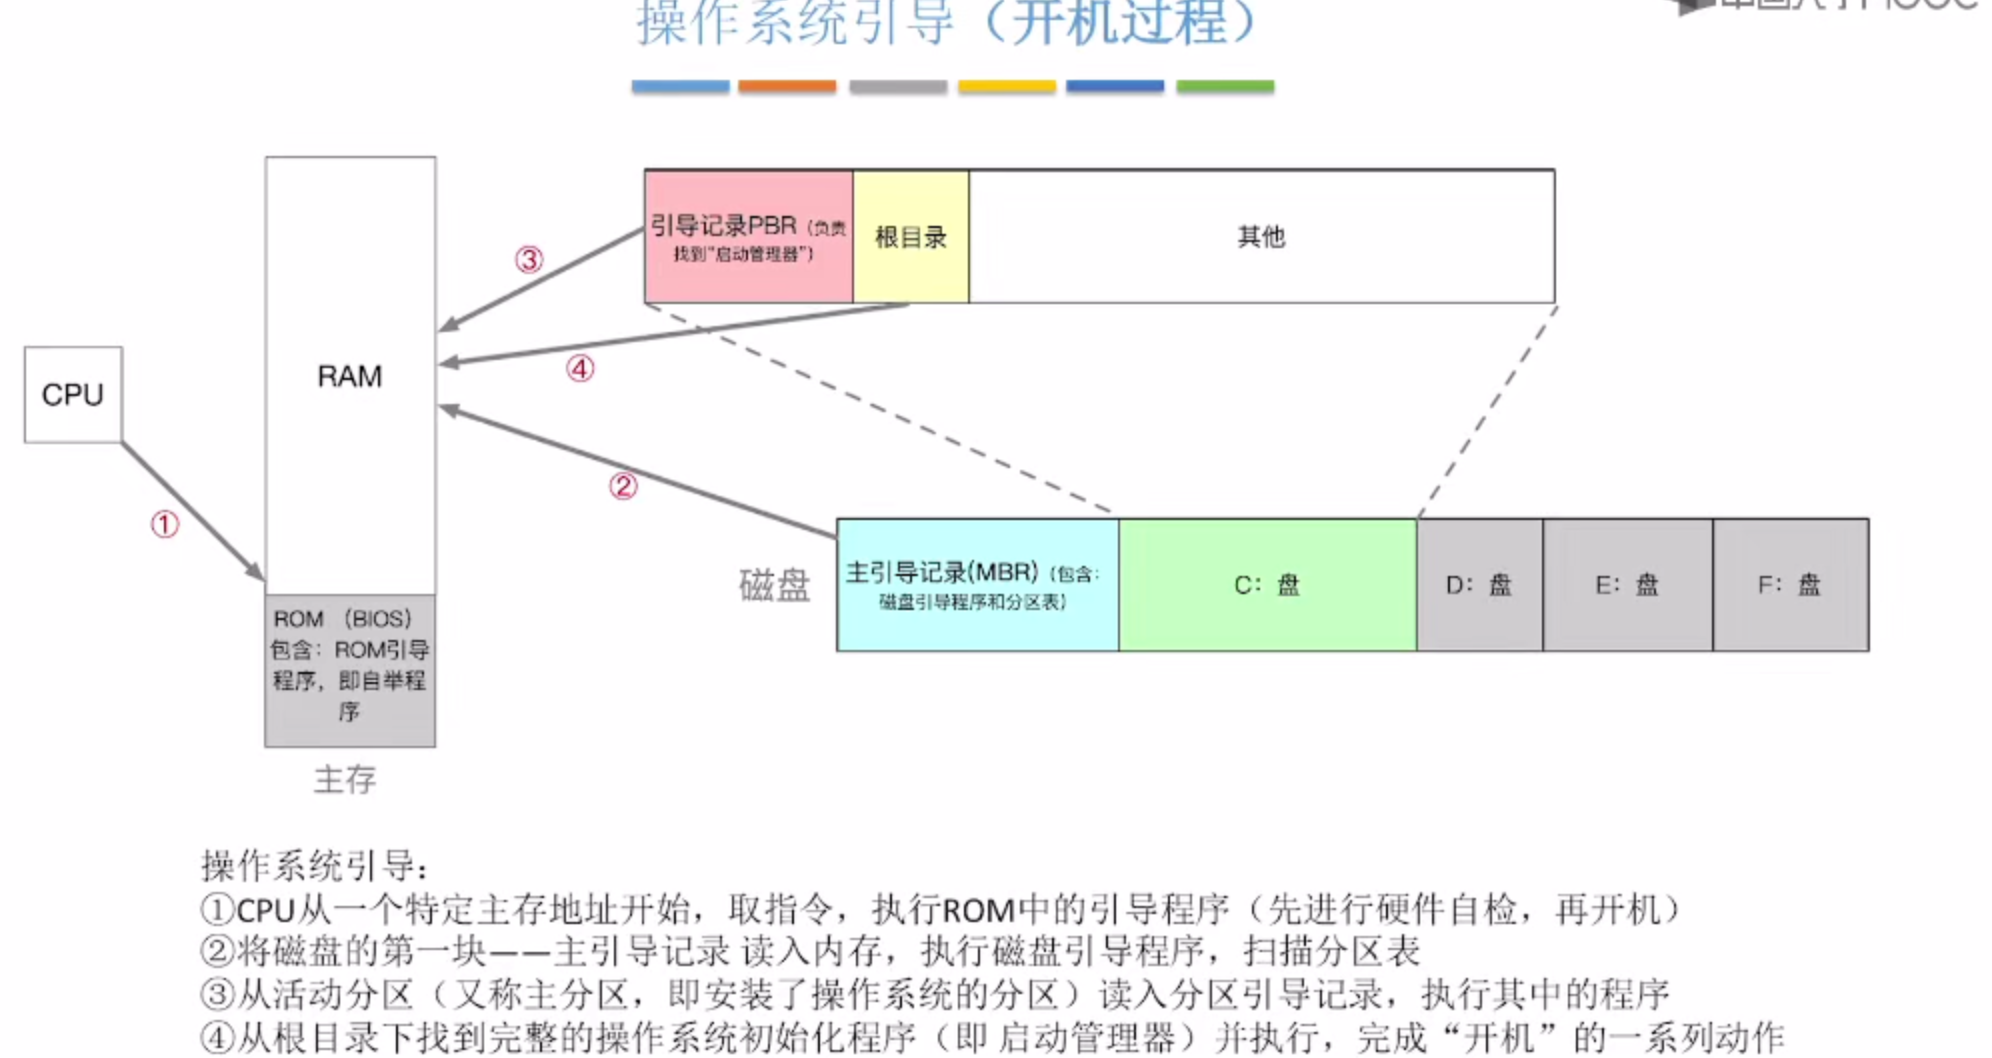 操作系统引导（开机过程）
引导记录PBR（负责
找到“启动管理器”）
根目录
其他
③
④
RAM
CPU
②
①
磁盘
主引导记录(MBR)（包含：
磁盘引导程序和分区表）
C：盘
D：盘
E：盘
F：盘
ROM （BIOS）
包含：ROM引导
程序，即自举程
序
主存
操作系统引导：
①CPU从一个特定主存地址开始，取指令，执行ROM中的引导程序（先进行硬件自检，再开机）
②将磁盘的第一块——主引导记录 读入内存，执行磁盘引导程序，扫描分区表
③从活动分区（又称主分区，即安装了操作系统的分区）读入分区引导记录，执行其中的程序
④从根目录下找到完整的操作系统初始化程序（即 启动管理器）并执行，完成“开机”的一系列动作